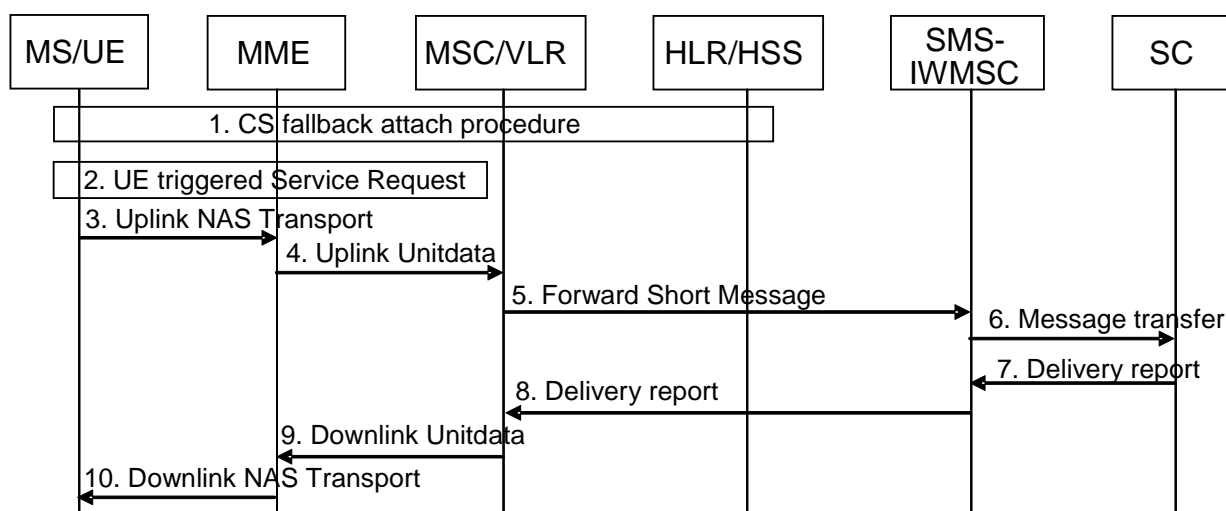 MS/UE
MME
MSC/VLR
HLR/HSS
SMS-
IWMSC
SC
1. CS fallback attach procedure
2. UE triggered Service Request
3. Uplink NAS Transport
4. Uplink Unitdata
5. Forward Short Message
6. Message transfer
7. Delivery report
8. Delivery report
9. Downlink Unitdata
10. Downlink NAS Transport